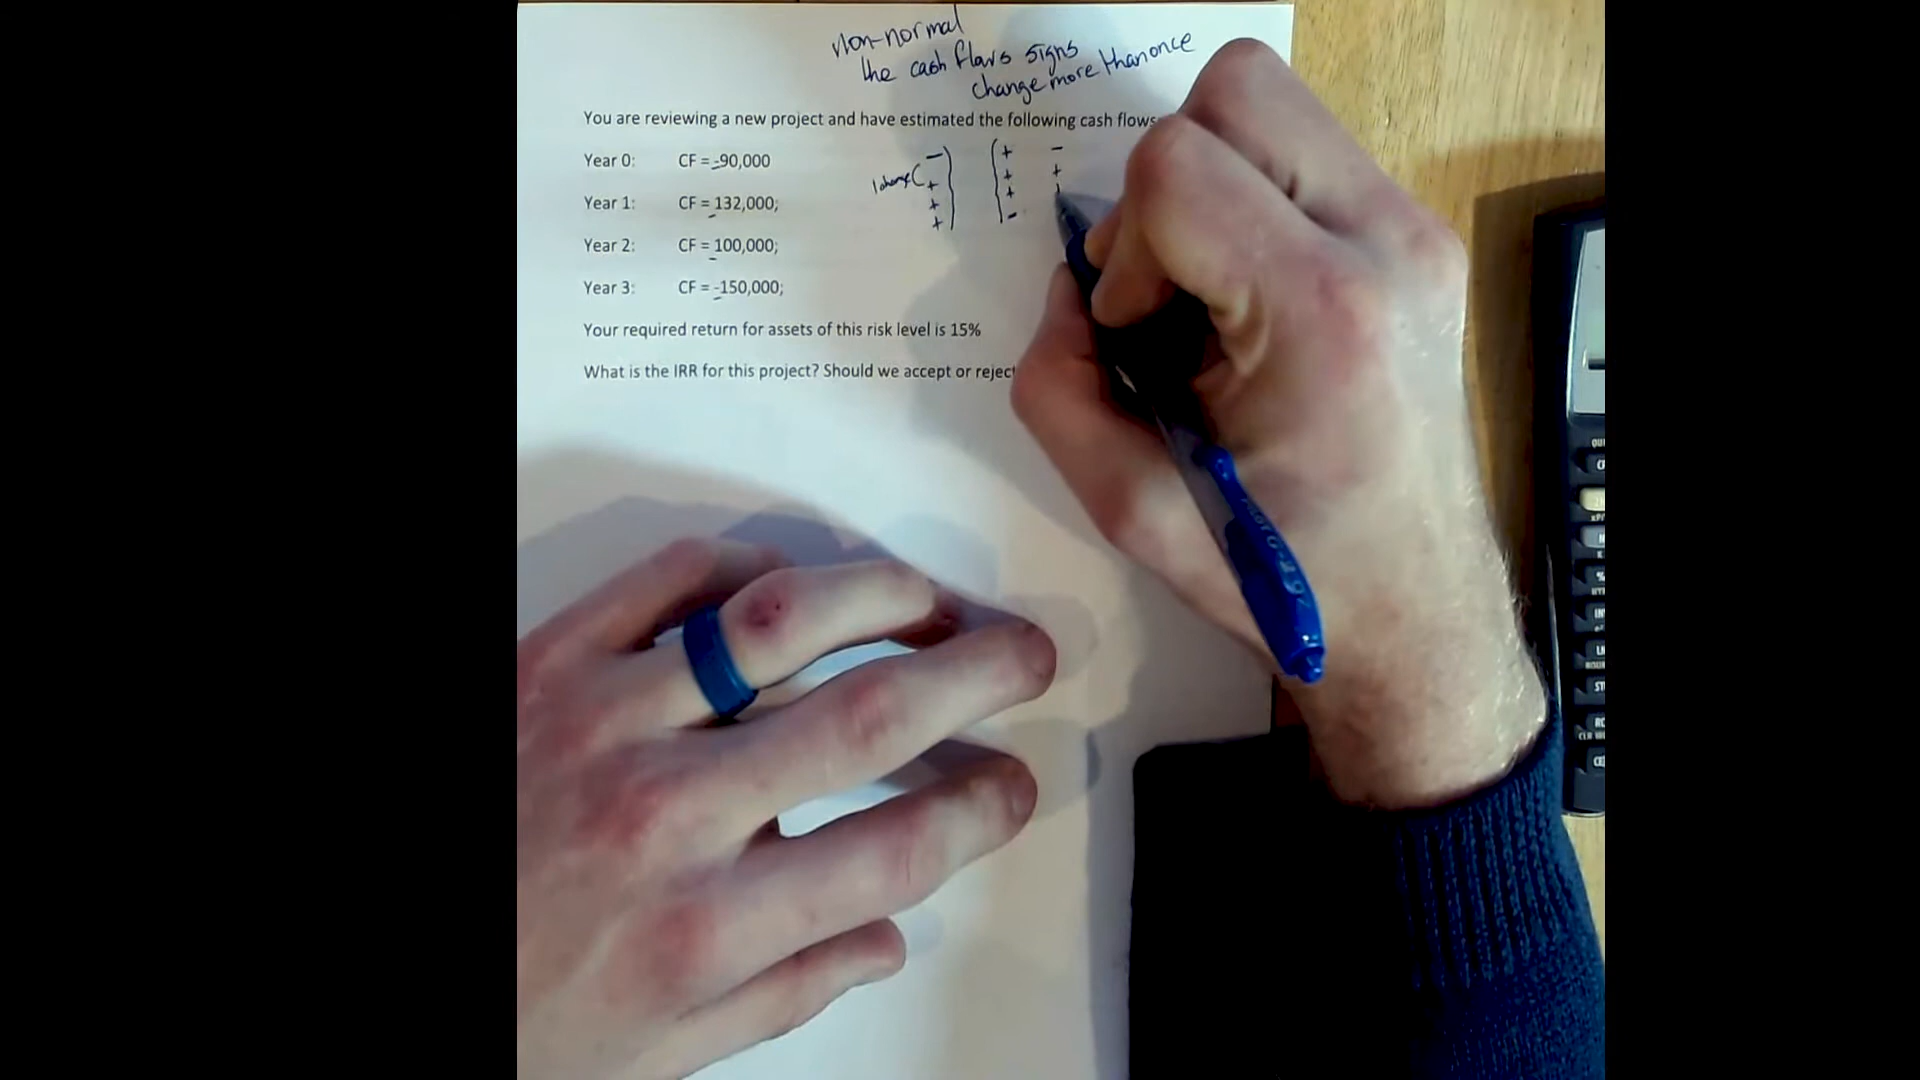 non-normal
the cash flows signs
change more than once
You are reviewing a new project and have estimated the following cash flows
Year 0: CF = -90,000
- + -
1 change ( + + +
Year 1: CF = 132,000;
+ +
+ -
Year 2: CF = 100,000;
Year 3: CF = -150,000;
Your required return for assets of this risk level is 15%
What is the IRR for this project? Should we accept or reject
PILOT G-2